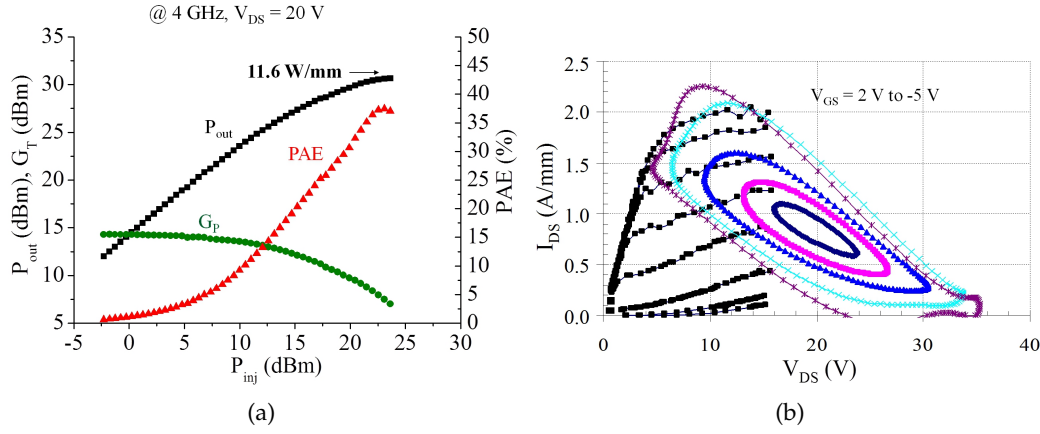 @ 4 GHz, V_DS = 20 V
35
30
25
20
15
10
5
P_out (dBm), G_T (dBm)
50
45
40
35
30
25
20
15
10
5
0
PAE (%)
11.6 W/mm
P_out
PAE
G_P
-5 0 5 10 15 20 25 30
P_inj (dBm)
(a)
2.5
2.0
1.5
1.0
0.5
0.0
I_DS (A/mm)
V_GS = 2 V to -5 V
0 10 20 30 40
V_DS (V)
(b)